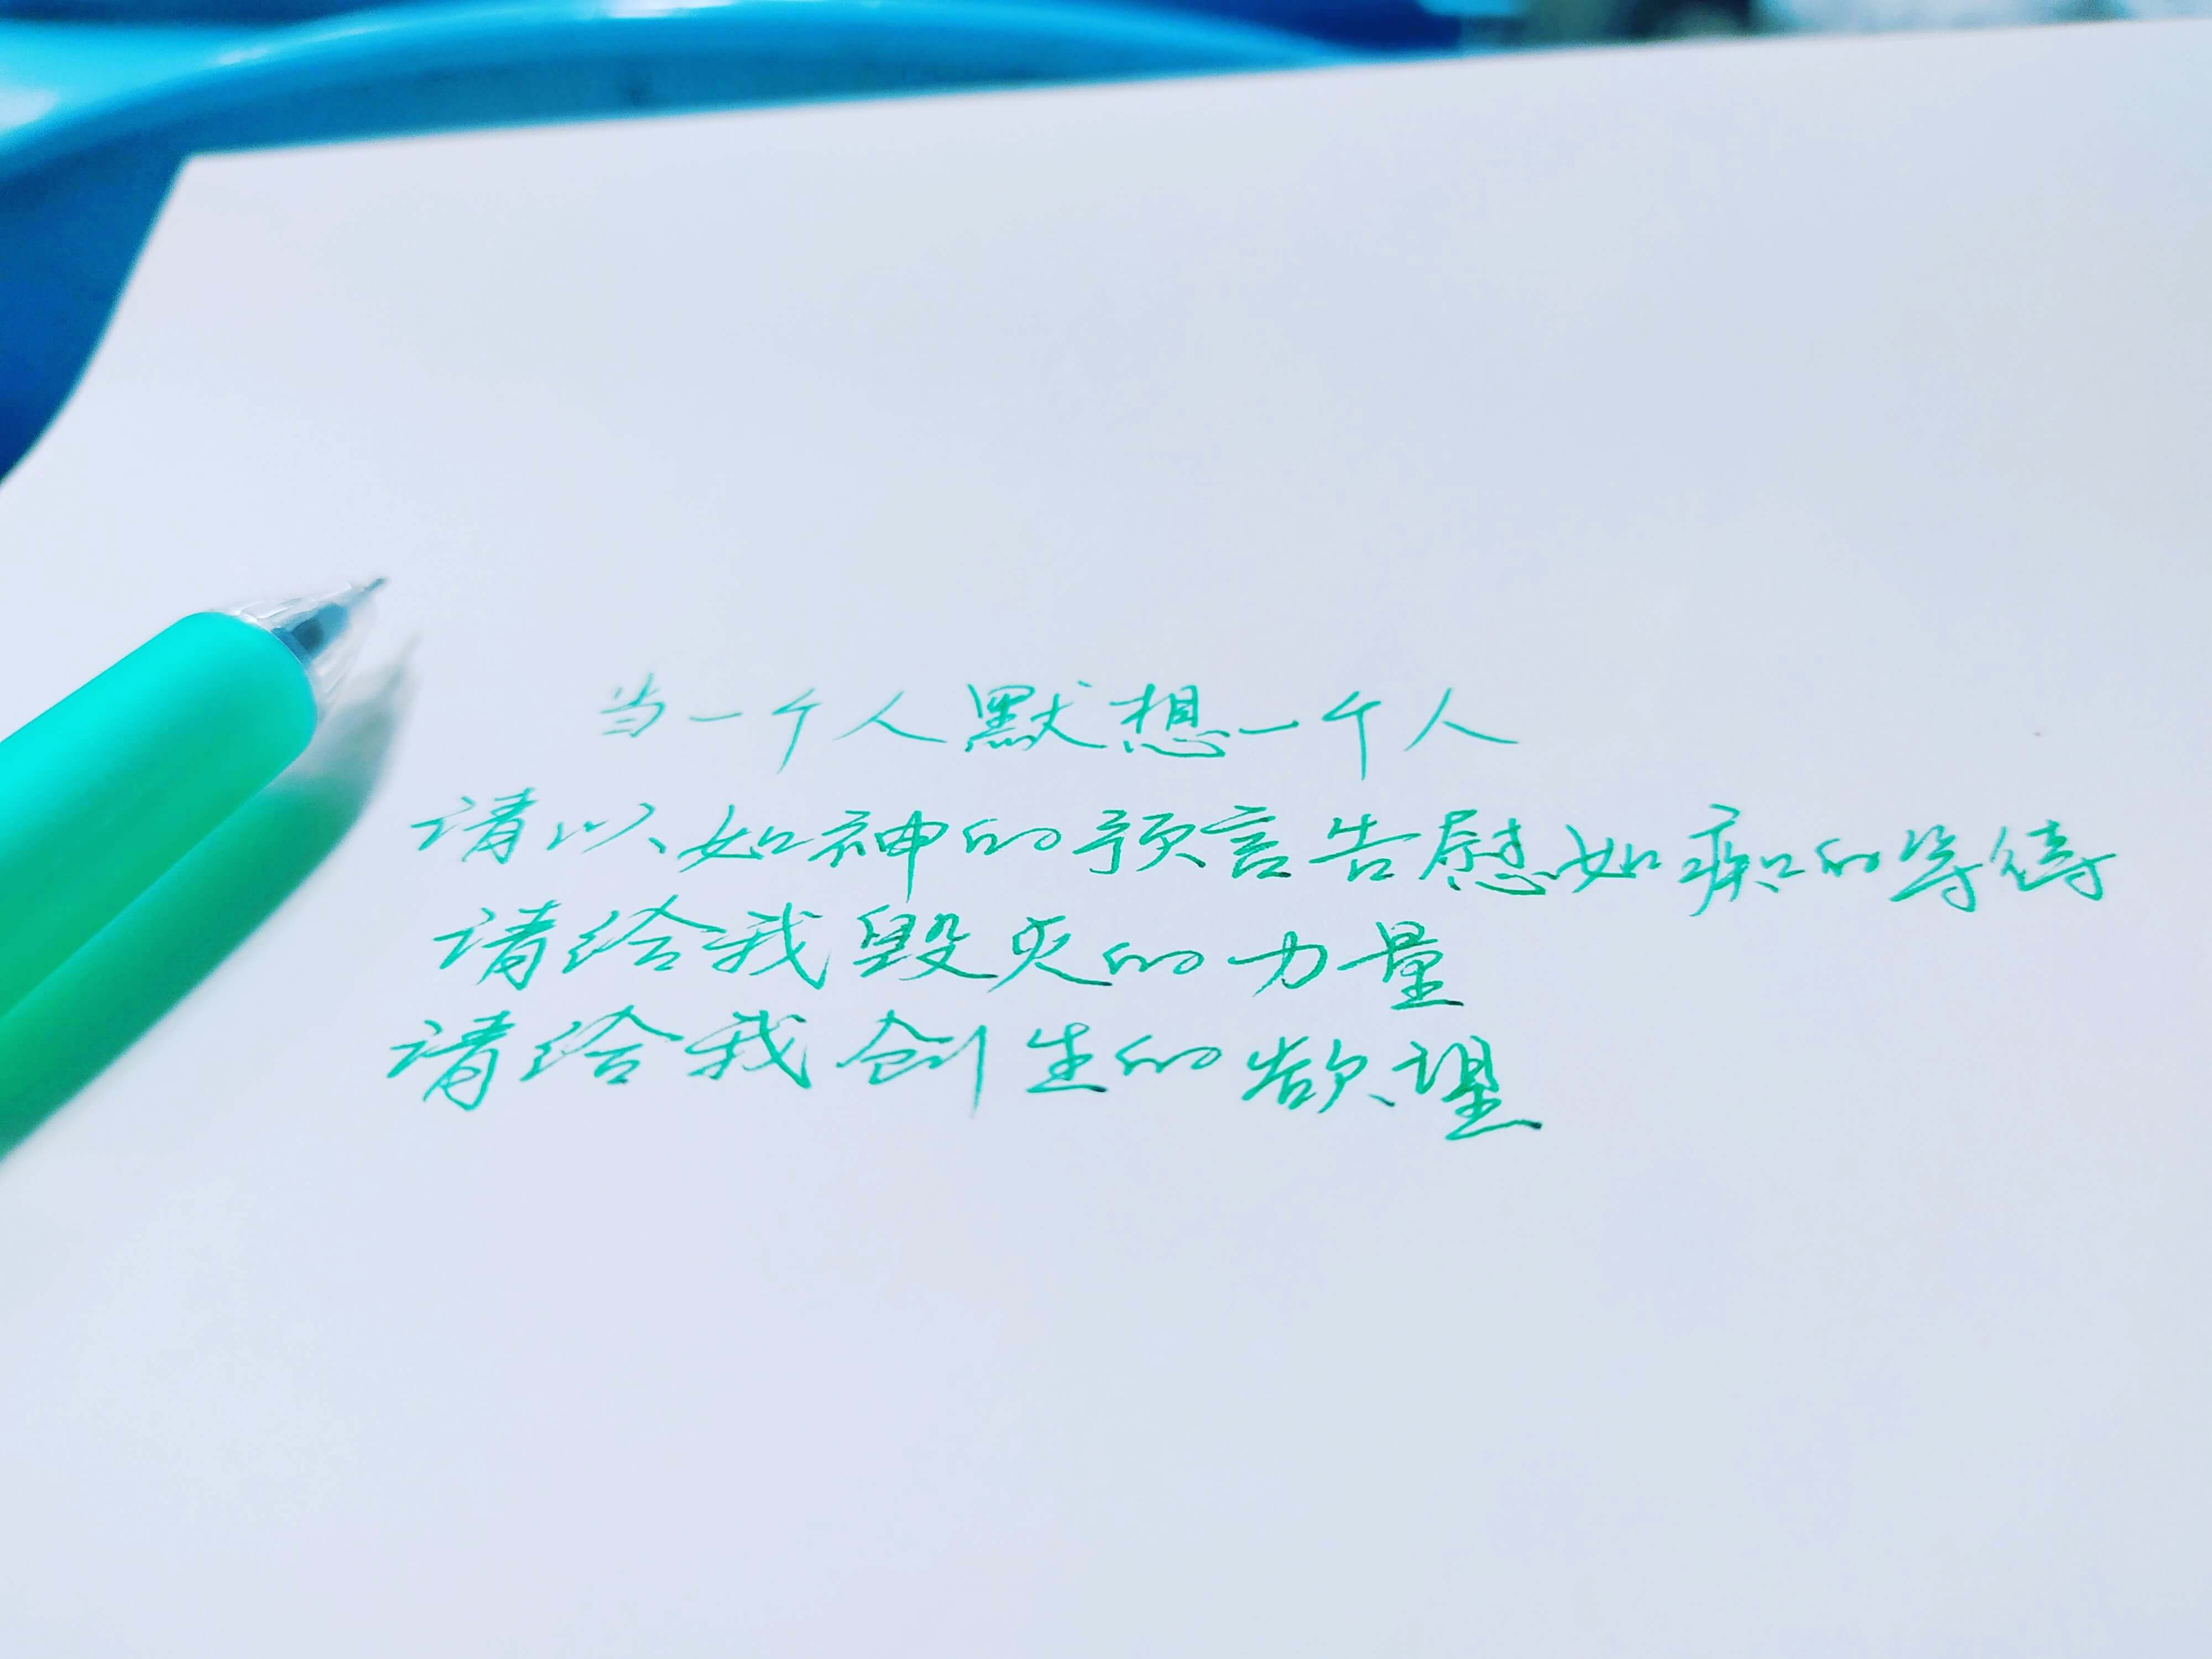 当一个人默想一个人
请以如神的预言告慰如痴的等待
请给我毁灭的力量
请给我创生的欲望